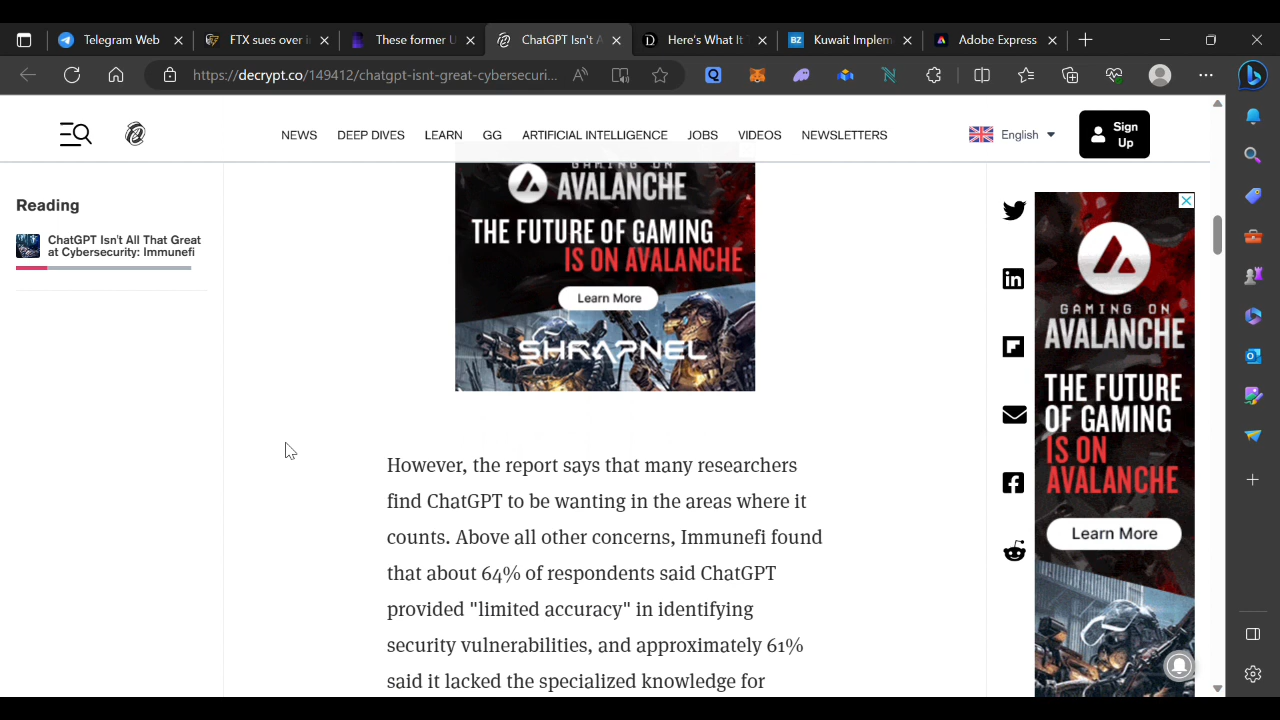 Telegram Web
FTX sues over i
These former U
ChatGPT Isn't A
Here's What It
Kuwait Implem
Adobe Express
https://decrypt.co/149412/chatgpt-isnt-great-cybersecuri...
NEWS
DEEP DIVES
LEARN
GG
ARTIFICIAL INTELLIGENCE
JOBS
VIDEOS
NEWSLETTERS
English
Sign
Up
Reading
ChatGPT Isn't All That Great
at Cybersecurity: Immunefi
GAMING ON
AVALANCHE
THE FUTURE OF GAMING
IS ON AVALANCHE
Learn More
SHRAPNEL
However, the report says that many researchers
find ChatGPT to be wanting in the areas where it
counts. Above all other concerns, Immunefi found
that about 64% of respondents said ChatGPT
provided "limited accuracy" in identifying
security vulnerabilities, and approximately 61%
said it lacked the specialized knowledge for
GAMING ON
AVALANCHE
THE FUTURE
OF GAMING
IS ON
AVALANCHE
Learn More